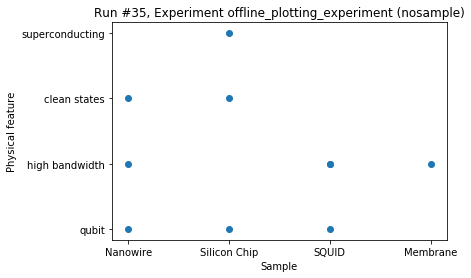 Run #35, Experiment offline_plotting_experiment (nosample)
superconducting
clean states
high bandwidth
qubit
Physical feature
Nanowire Silicon Chip SQUID Membrane
Sample